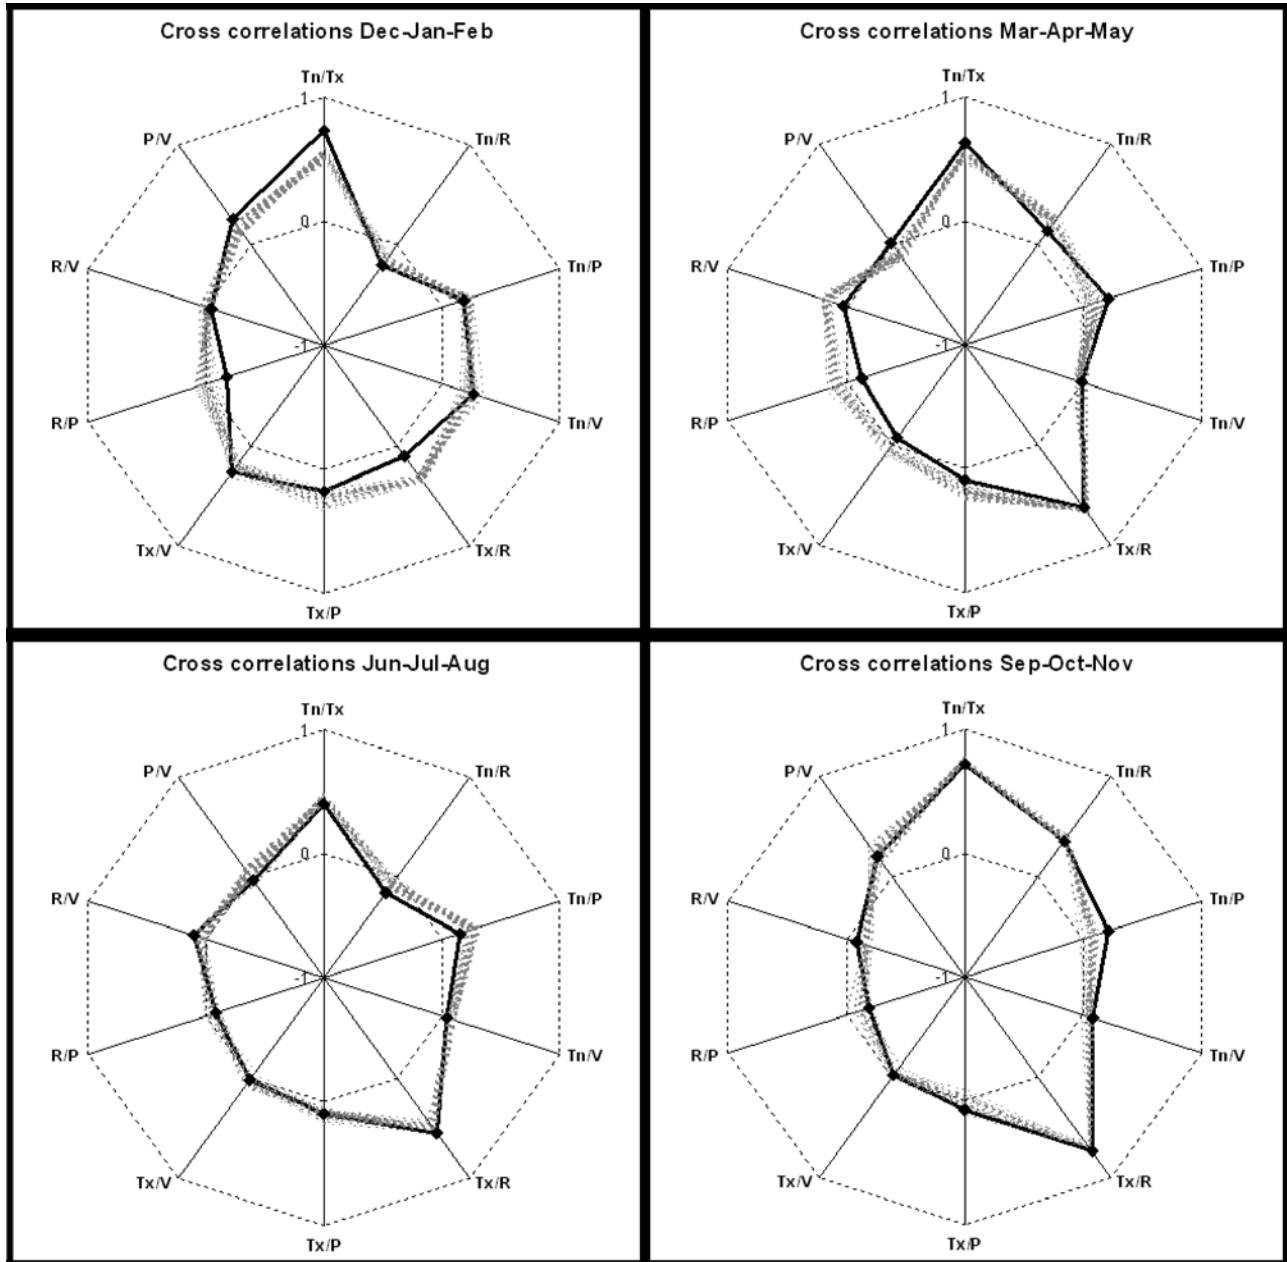 Cross correlations Dec-Jan-Feb
Tn/Tx
1
P/V
Tn/R
0
R/V
Tn/P
-1
R/P
Tn/V
Tx/V
Tx/R
Tx/P
Cross correlations Mar-Apr-May
Tn/Tx
1
P/V
Tn/R
0
R/V
Tn/P
-1
R/P
Tn/V
Tx/V
Tx/R
Tx/P
Cross correlations Jun-Jul-Aug
Tn/Tx
1
P/V
Tn/R
0
R/V
Tn/P
-1
R/P
Tn/V
Tx/V
Tx/R
Tx/P
Cross correlations Sep-Oct-Nov
Tn/Tx
1
P/V
Tn/R
0
R/V
Tn/P
-1
R/P
Tn/V
Tx/V
Tx/R
Tx/P